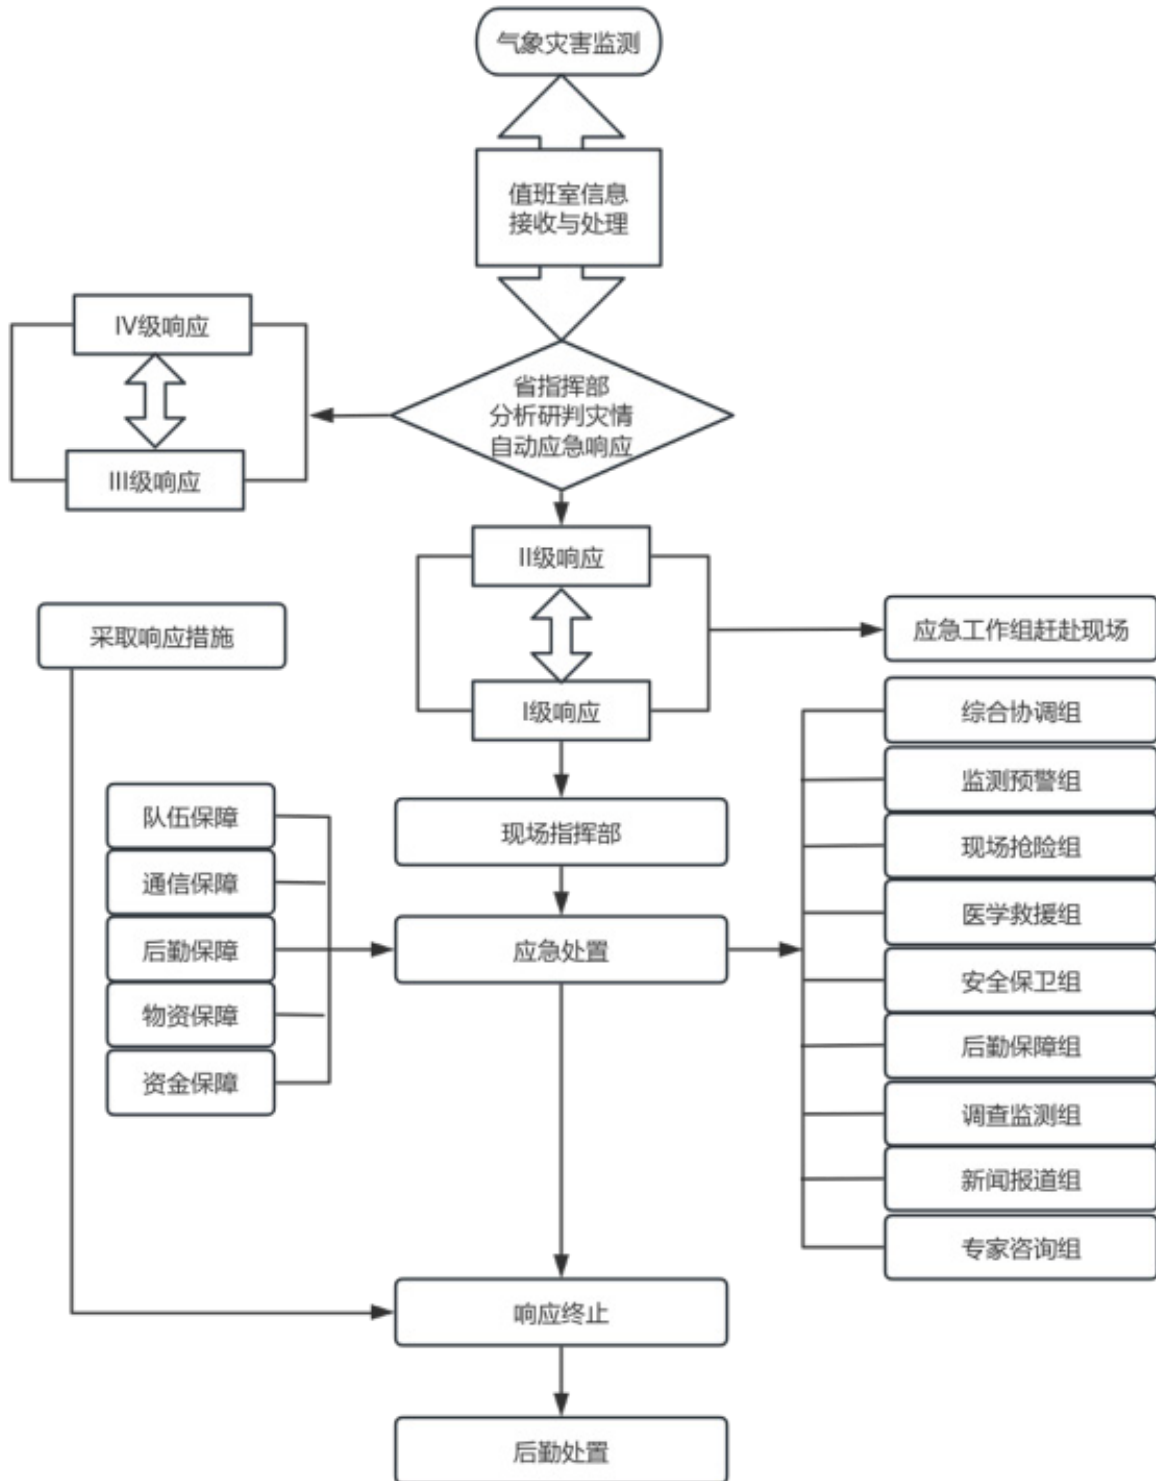 气象灾害监测
值班室信息
接收与处理
IV级响应
III级响应
省指挥部
分析研判灾情
自动应急响应
II级响应
I级响应
应急工作组赶赴现场
采取响应措施
现场指挥部
队伍保障
通信保障
后勤保障
物资保障
资金保障
应急处置
综合协调组
监测预警组
现场抢险组
医学救援组
安全保卫组
后勤保障组
调查监测组
新闻报道组
专家咨询组
响应终止
后勤处置